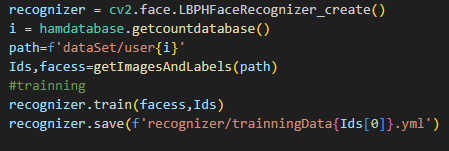 recognizer = cv2.face.LBPHFaceRecognizer_create()
i = hamdatabase.getcountdatabase()
path=f'dataSet/user{i}'
Ids,facess=getImagesAndLabels(path)
#trainning
recognizer.train(facess,Ids)
recognizer.save(f'recognizer/trainningData{Ids[0]}.yml')